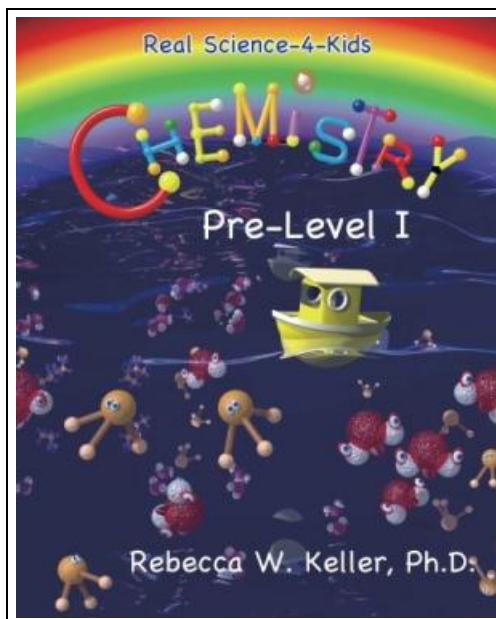 Real Science-4-Kids
CHEMiSTRY
Pre-Level I
Rebecca W. Keller, Ph.D.